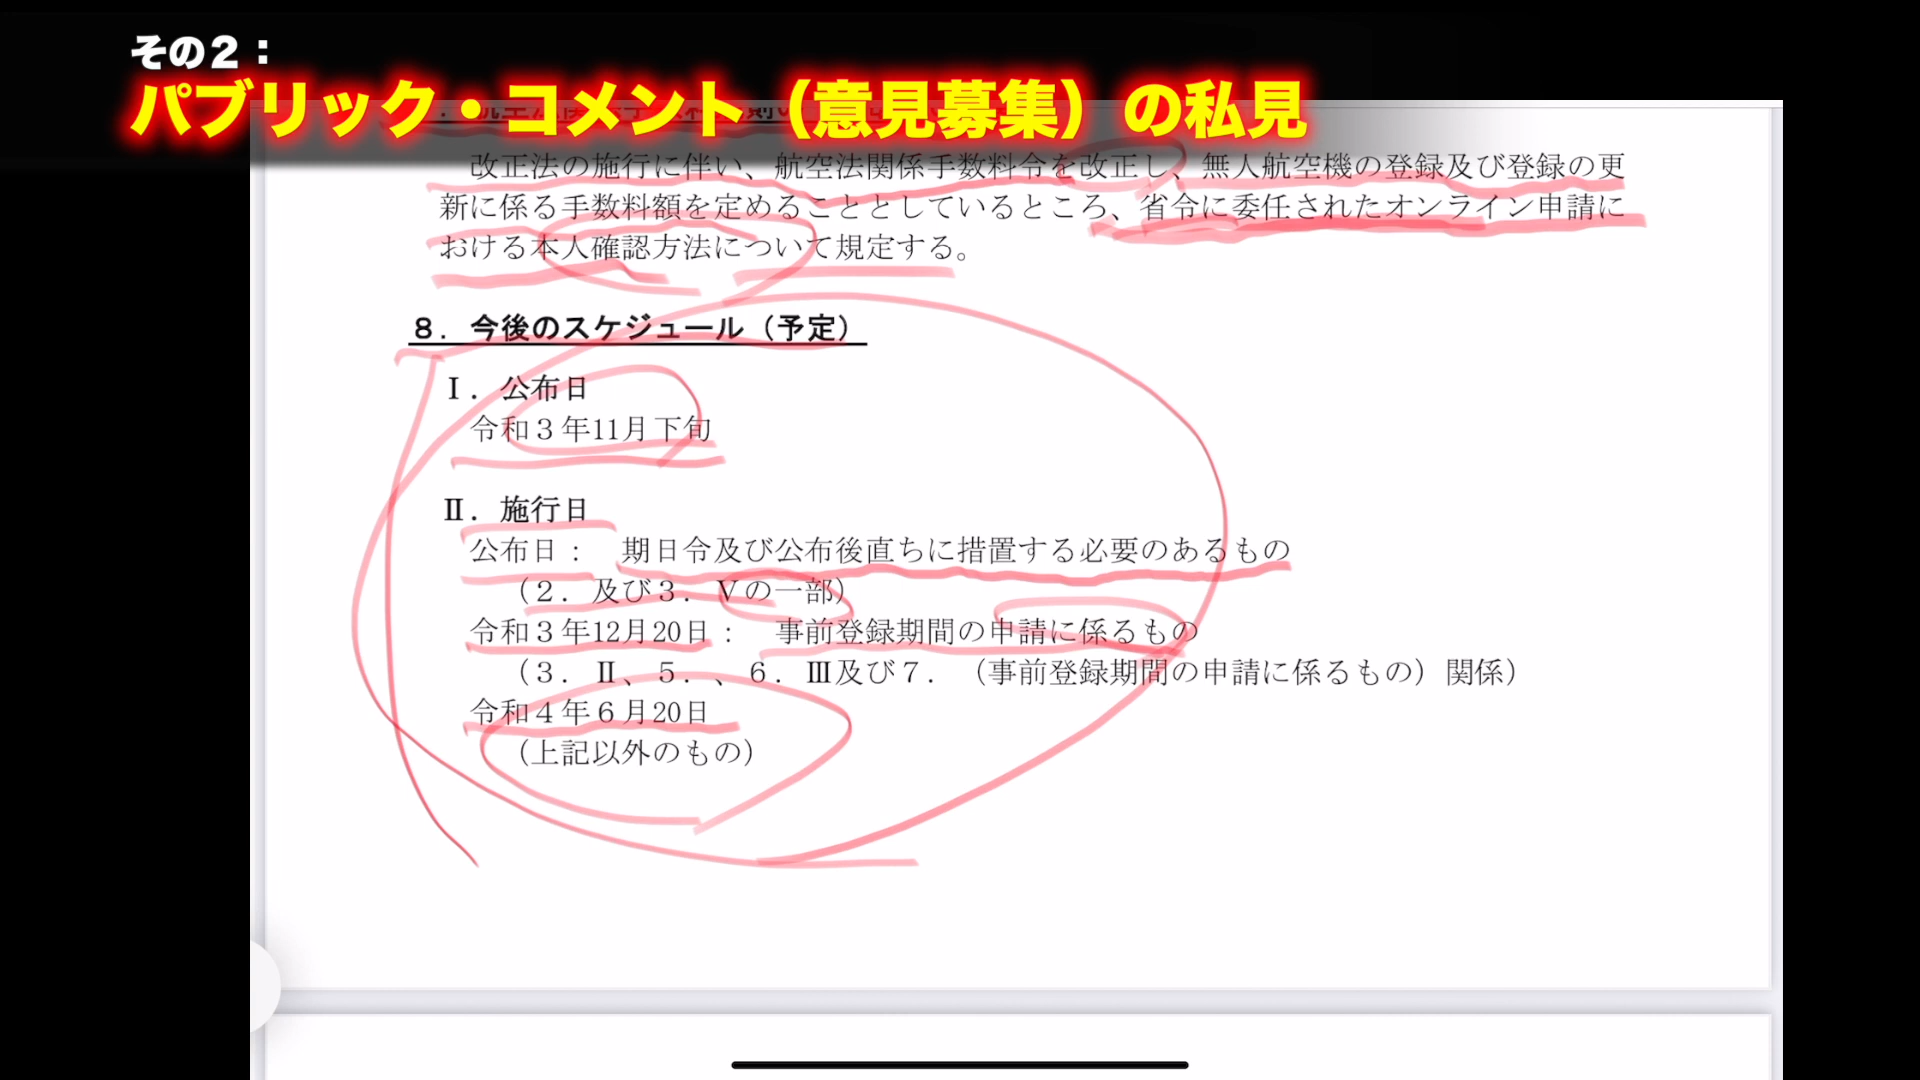 その2：
パブリック・コメント（意見募集）の私見
改正法の施行に伴い、航空法関係手数料令を改正し、無人航空機の登録及び登録の更
新に係る手数料額を定めることとしているところ、省令に委任されたオンライン申請に
おける本人確認方法について規定する。
８．今後のスケジュール（予定）
Ⅰ．公布日
令和３年11月下旬
Ⅱ．施行日
公布日：　期日令及び公布後直ちに措置する必要のあるもの
（２．及び３．Ⅴの一部）
令和３年12月20日：　事前登録期間の申請に係るもの
（３．Ⅱ、５．、６．Ⅲ及び７．（事前登録期間の申請に係るもの）関係）
令和４年６月20日
（上記以外のもの）